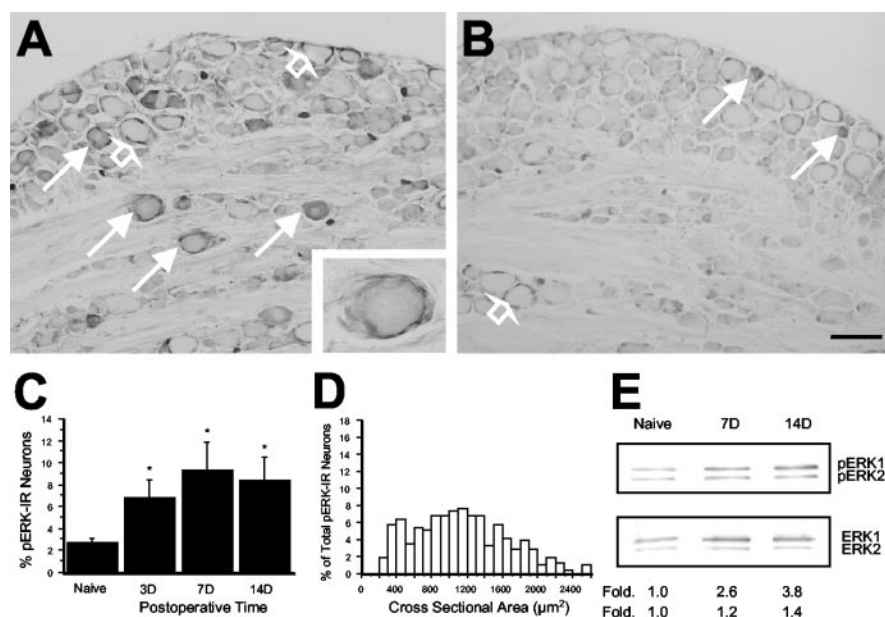 A
B
C
% pERK-IR Neurons
14
12
10
8
6
4
2
0
*
*
*
Naive 3D 7D 14D
Postoperative Time
D
% of Total pERK-IR Neurons
18
16
14
12
10
8
6
4
2
0
400 800 1200 1600 2000 2400
Cross Sectional Area (µm²)
E
Naive 7D 14D
pERK1
pERK2
ERK1
ERK2
Fold. 1.0 2.6 3.8
Fold. 1.0 1.2 1.4